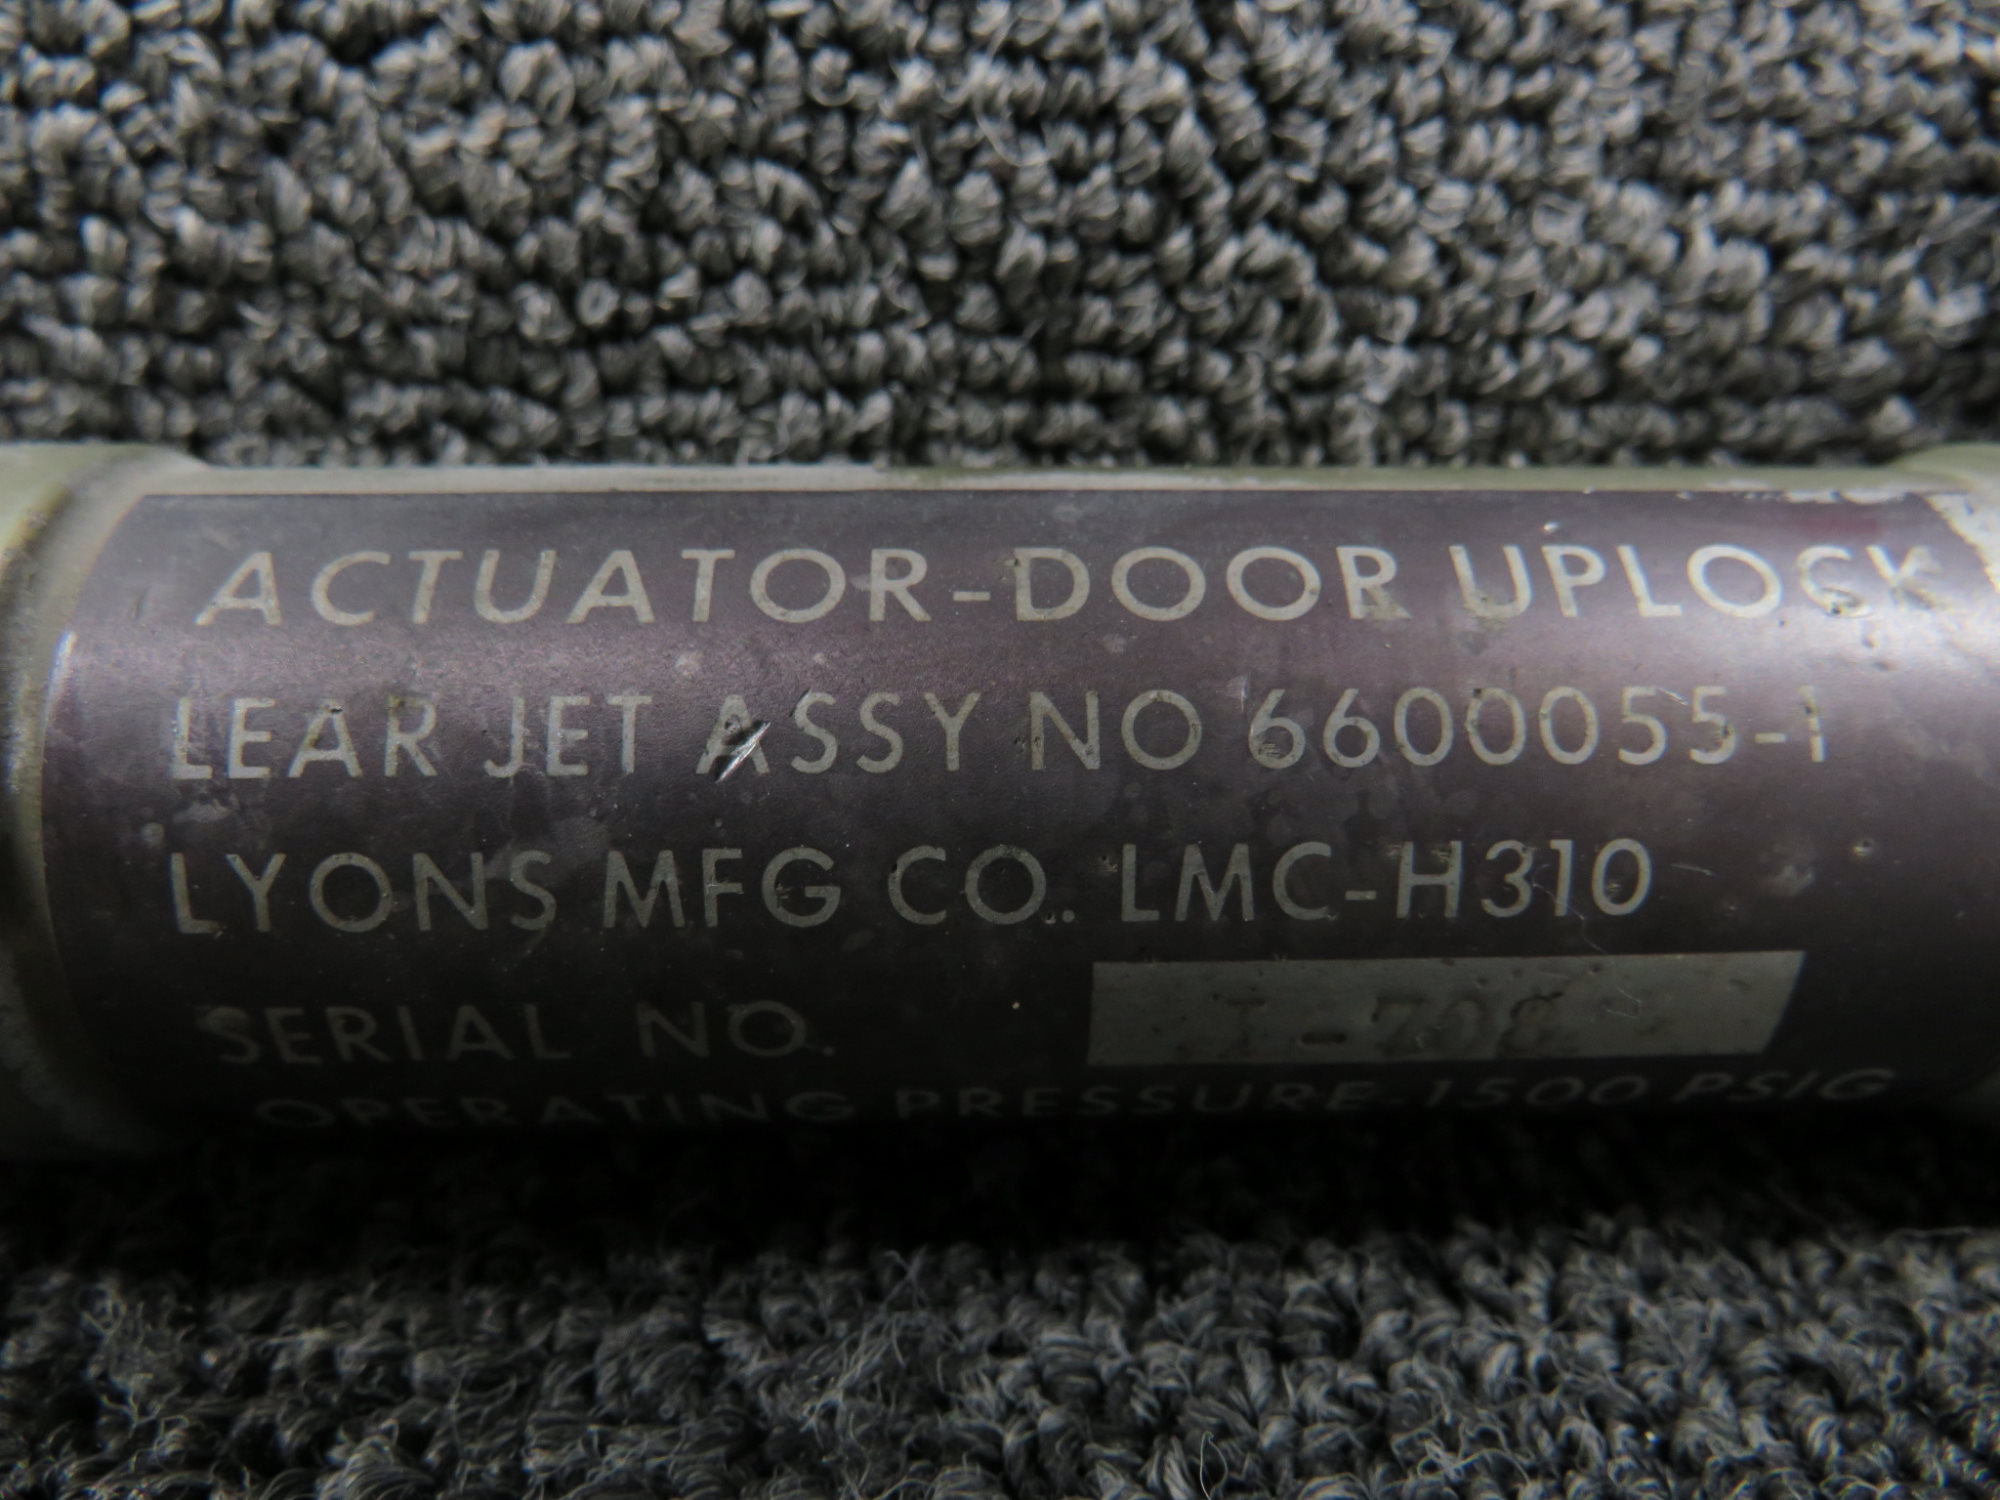 ACTUATOR-DOOR UPLOCK
LEAR JET ASSY NO 6600055-1
LYONS MFG CO. LMC-H310
SERIAL NO.
OPERATING PRESSURE-1500 PSIG